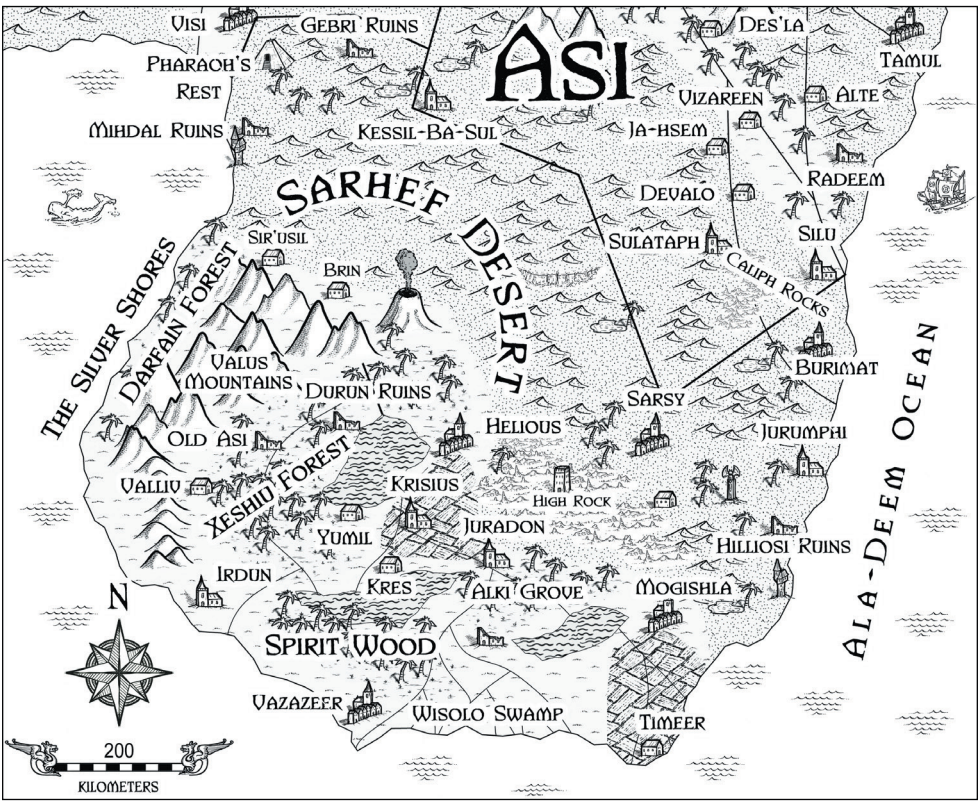 VISI
GEBRI RUINS
ASI
DES'LA
TAMUL
PHARAOH'S
REST
VIZAREEN
ALTE
MIHDAL RUINS
KESSIL-BA-SUL
JA-HSEM
RADEEM
SARHEF
DESERT
DEVALO
SIR'USIL
SULATAPH
SILU
BRIN
CALIPH ROCKS
THE SILVER SHORES
DARFAIN FOREST
VALUS
MOUNTAINS
DURUN RUINS
BURIMAT
SARSY
ALA-DEEM OCEAN
OLD ASI
HELIOUS
JURUMPHI
VALLIV
XESHID FOREST
KRISIUS
HIGH ROCK
YUMIL
JURADON
HILLIOSI RUINS
IRDUN
KRES
ALKI GROVE
MOGISHLA
N
SPIRIT WOOD
VAZAZEER
WISOLO SWAMP
TIMEER
200
KILOMETERS